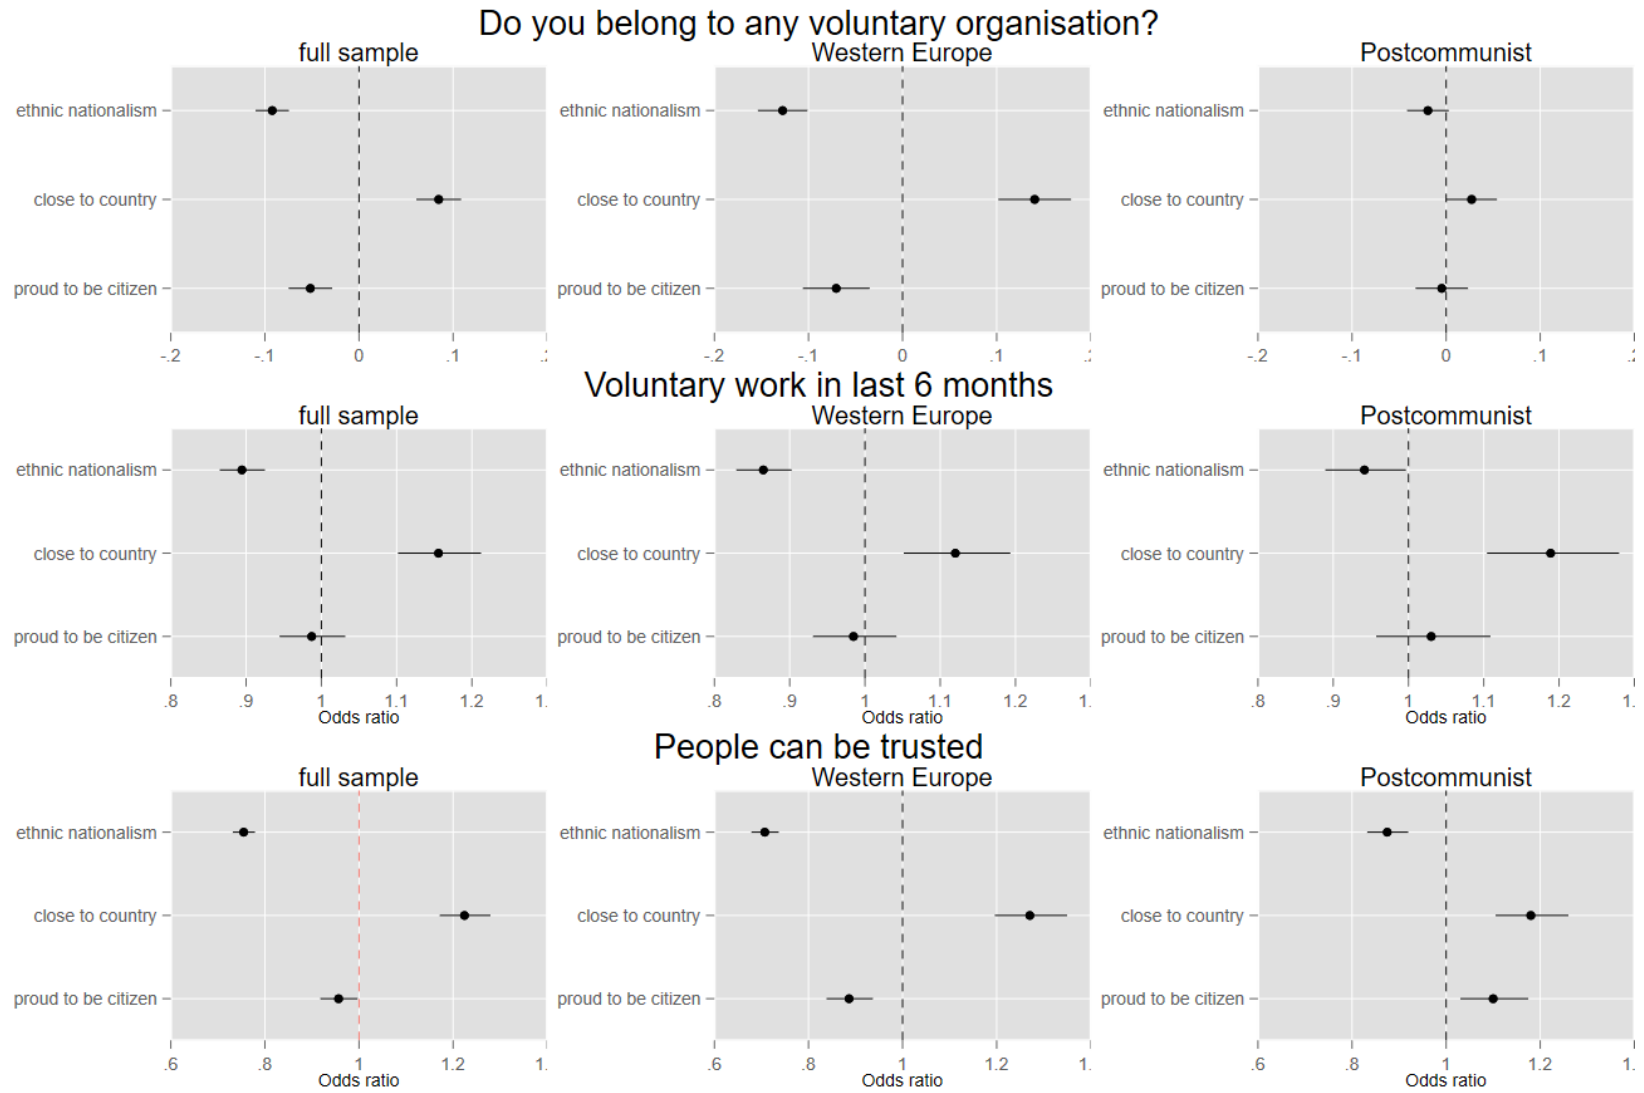 Do you belong to any voluntary organisation?
full sample
Western Europe
Postcommunist
ethnic nationalism
close to country
proud to be citizen
-.2 -.1 0 .1
ethnic nationalism
close to country
proud to be citizen
-.2 -.1 0 .1
ethnic nationalism
close to country
proud to be citizen
-.2 -.1 0 .1 .2
Voluntary work in last 6 months
full sample
Western Europe
Postcommunist
ethnic nationalism
close to country
proud to be citizen
.8 .9 1 1.1 1.2 1.
Odds ratio
ethnic nationalism
close to country
proud to be citizen
.8 .9 1 1.1 1.2 1.
Odds ratio
ethnic nationalism
close to country
proud to be citizen
.8 .9 1 1.1 1.2 1.
Odds ratio
People can be trusted
full sample
Western Europe
Postcommunist
ethnic nationalism
close to country
proud to be citizen
.6 .8 1 1.2 1.
Odds ratio
ethnic nationalism
close to country
proud to be citizen
.6 .8 1 1.2 1.
Odds ratio
ethnic nationalism
close to country
proud to be citizen
.6 .8 1 1.2 1.
Odds ratio